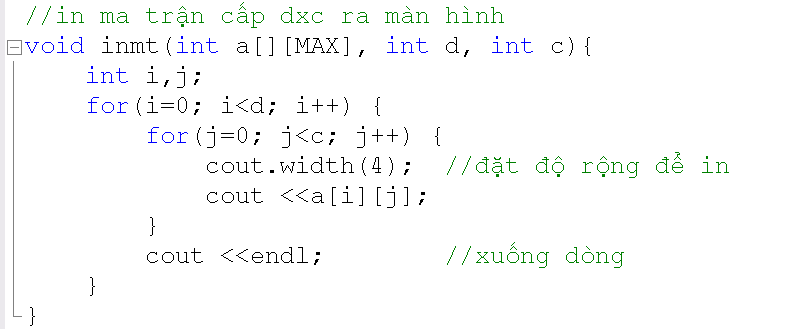 //in ma trận cấp dxc ra màn hình
void inmt(int a[][MAX], int d, int c){
    int i,j;
    for(i=0; i<d; i++) {
        for(j=0; j<c; j++) {
            cout.width(4);  //đặt độ rộng để in
            cout <<a[i][j];
        }
        cout <<endl;        //xuống dòng
    }
}